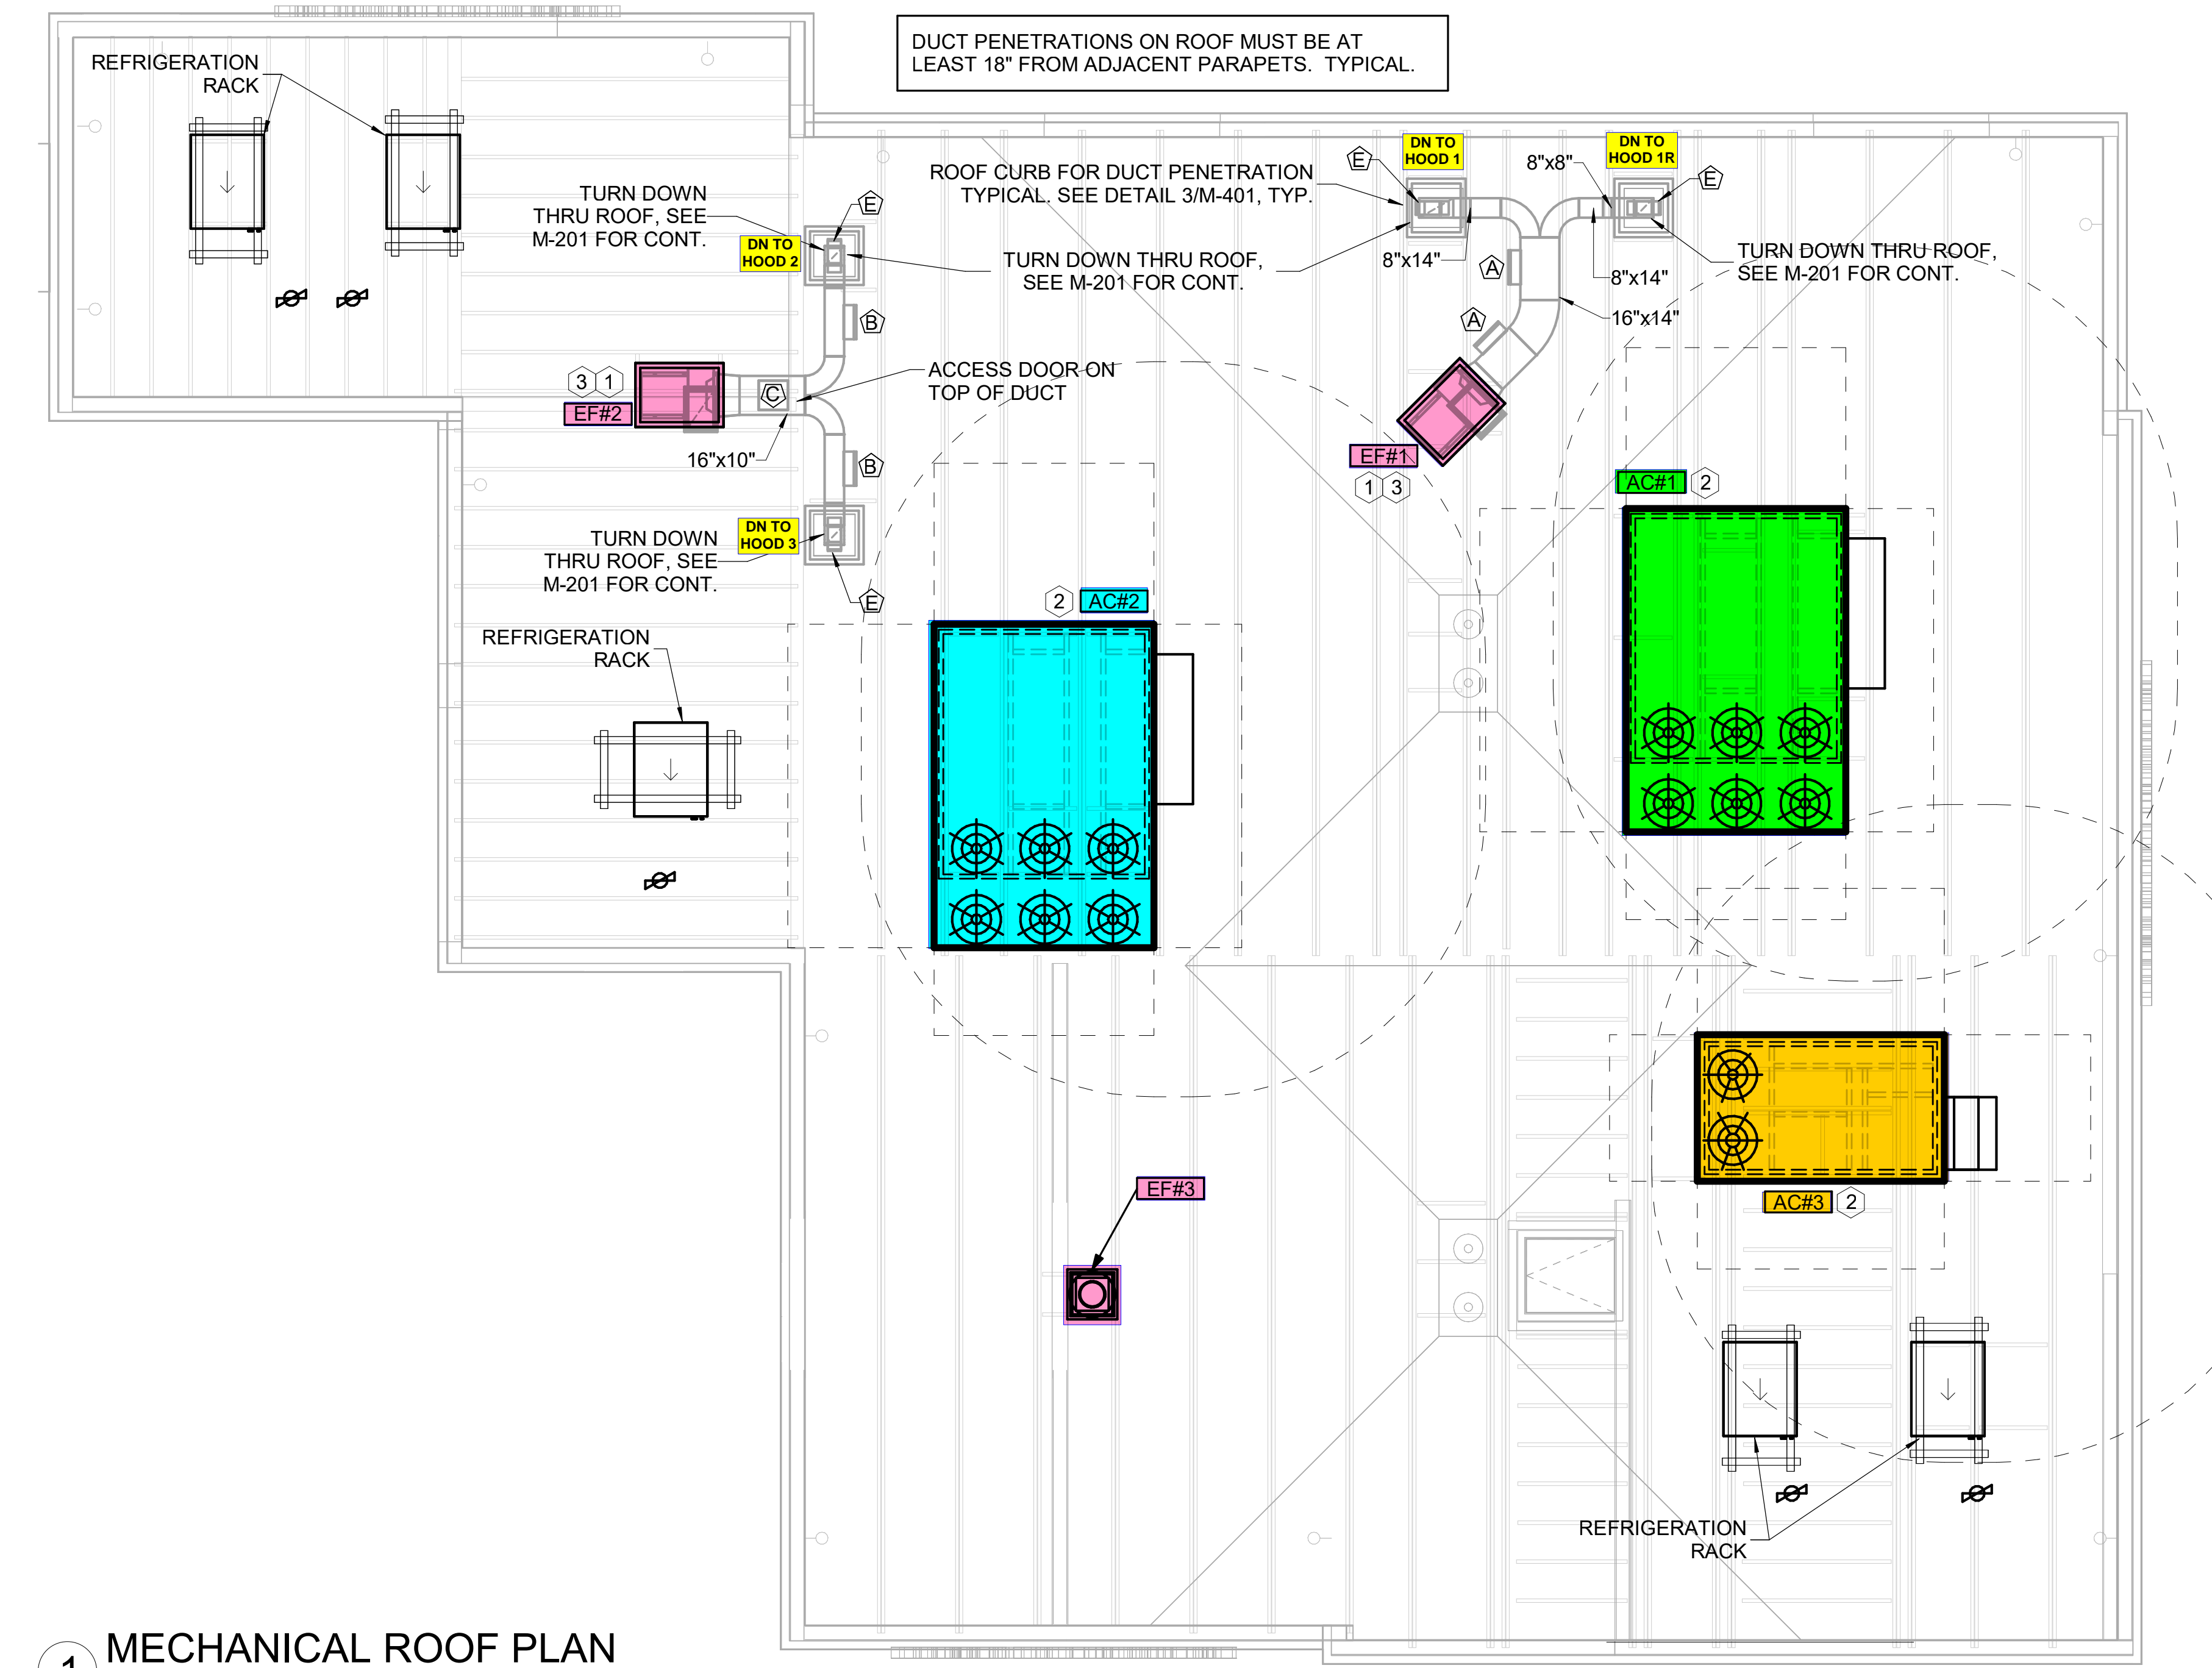 DUCT PENETRATIONS ON ROOF MUST BE AT
LEAST 18" FROM ADJACENT PARAPETS.  TYPICAL.
REFRIGERATION
RACK
TURN DOWN
THRU ROOF, SEE
M-201 FOR CONT.
E
DN TO
HOOD 2
ROOF CURB FOR DUCT PENETRATION
TYPICAL. SEE DETAIL 3/M-401, TYP.
E
DN TO
HOOD 1
8"x8"
DN TO
HOOD 1R
E
TURN DOWN THRU ROOF,
SEE M-201 FOR CONT.
8"x14"
A
8"x14"
TURN DOWN THRU ROOF,
SEE M-201 FOR CONT.
16"x14"
A
B
3
1
EF#2
C
ACCESS DOOR ON
TOP OF DUCT
16"x10"
B
EF#1
1
3
AC#1
2
TURN DOWN
THRU ROOF, SEE
M-201 FOR CONT.
DN TO
HOOD 3
E
2
AC#2
REFRIGERATION
RACK
EF#3
AC#3
2
REFRIGERATION
RACK
1
MECHANICAL ROOF PLAN